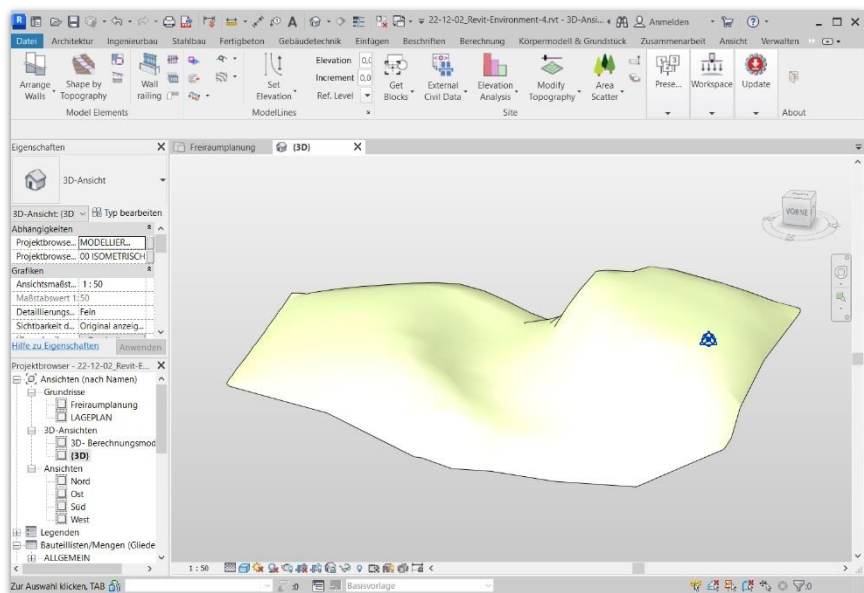 22-12-02_Revit-Environment-4.rvt - 3D-Ansi...
Anmelden
Datei Architektur Ingenieurbau Stahlbau Fertigbeton Gebäudetechnik Einfügen Beschriften Berechnung Körpermodell & Grundstück Zusammenarbeit Ansicht Verwalten
Elevation 0,0
Increment 0,0
Ref. Level
Arrange Walls
Shape by Topography
Wall railing
Set Elevation
Get Blocks
External Civil Data
Elevation Analysis
Modify Topography
Area Scatter
Prese...
Workspace
Update
Model Elements
ModelLines
Site
About
Eigenschaften
Freiraumplanung
{3D}
3D-Ansicht
3D-Ansicht: {3D
Typ bearbeiten
Abhängigkeiten
Projektbrowse... MODELLIER...
Projektbrowse... 00 ISOMETRISCH
Grafiken
Ansichtsmaßst... 1 : 50
Maßstabswert 1: 50
Detaillierungs... Fein
Sichtbarkeit d... Original anzeig...
Hilfe zu Eigenschaften
Anwenden
Projektbrowser - 22-12-02_Revit-E...
Ansichten (nach Namen)
Grundrisse
Freiraumplanung
LAGEPLAN
3D-Ansichten
3D- Berechnungsmod
{3D}
Ansichten
Nord
Ost
Süd
West
Legenden
Bauteillisten/Mengen (Gliede
ALLGEMEIN
VORNE
1 : 50
Zur Auswahl klicken, TAB
:0
Basisvorlage
:0